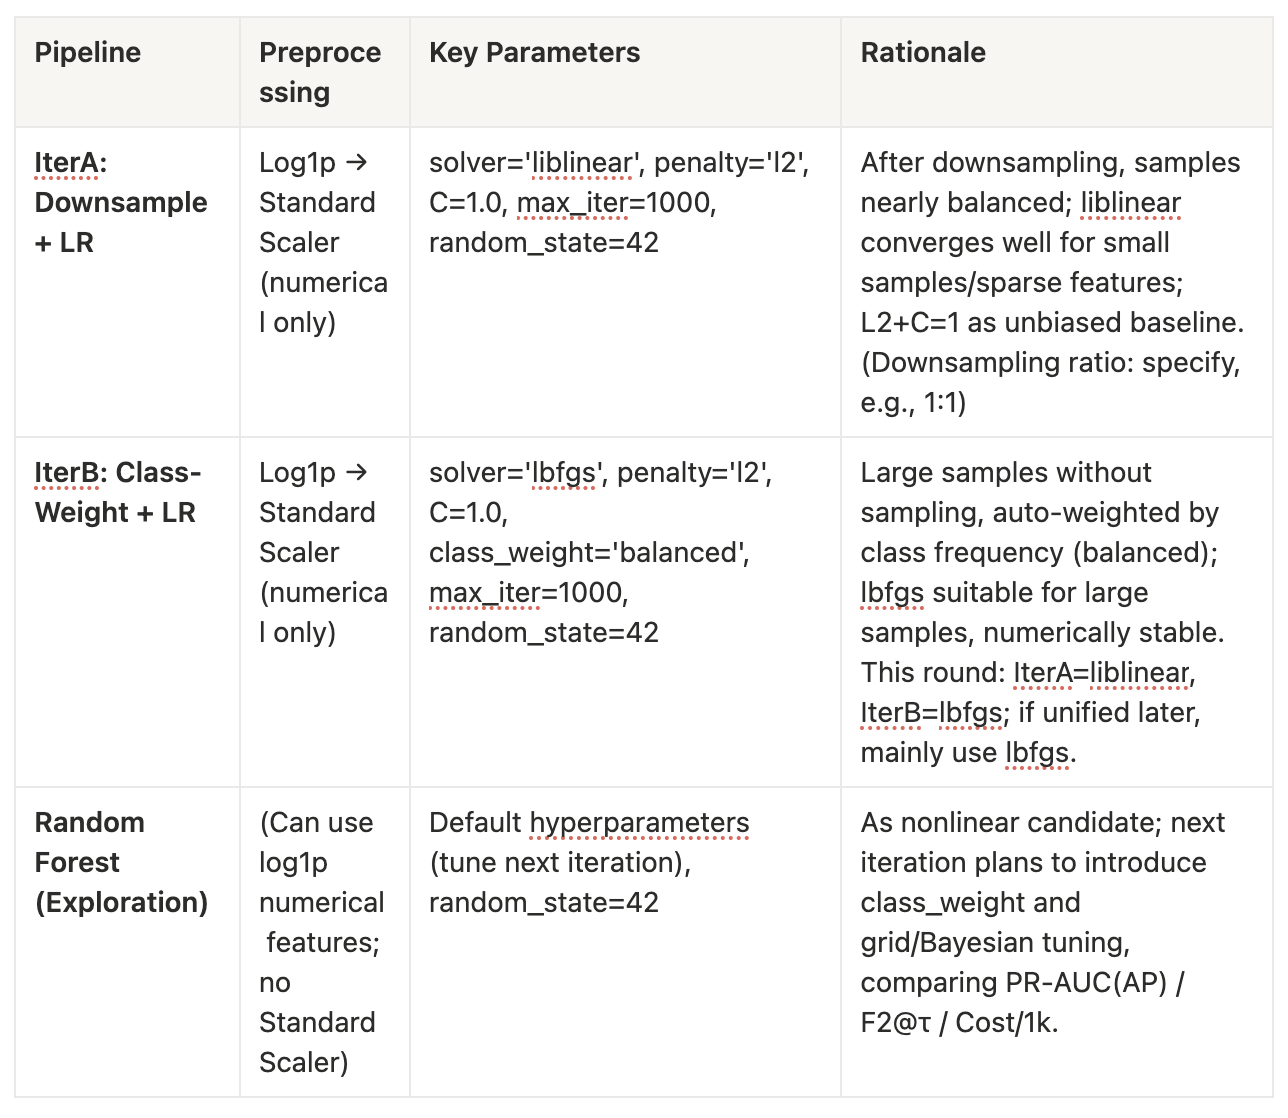 Pipeline
Preproce
ssing
Key Parameters
Rationale
IterA:
Downsample
+ LR
Log1p →
Standard
Scaler
(numerica
l only)
solver='liblinear', penalty='l2',
C=1.0, max_iter=1000,
random_state=42
After downsampling, samples
nearly balanced; liblinear
converges well for small
samples/sparse features;
L2+C=1 as unbiased baseline.
(Downsampling ratio: specify,
e.g., 1:1)
IterB: Class-
Weight + LR
Log1p →
Standard
Scaler
(numerica
l only)
solver='lbfgs', penalty='l2',
C=1.0,
class_weight='balanced',
max_iter=1000,
random_state=42
Large samples without
sampling, auto-weighted by
class frequency (balanced);
lbfgs suitable for large
samples, numerically stable.
This round: IterA=liblinear,
IterB=lbfgs; if unified later,
mainly use lbfgs.
Random
Forest
(Exploration)
(Can use
log1p
numerical
features;
no
Standard
Scaler)
Default hyperparameters
(tune next iteration),
random_state=42
As nonlinear candidate; next
iteration plans to introduce
class_weight and
grid/Bayesian tuning,
comparing PR-AUC(AP) /
F2@τ / Cost/1k.